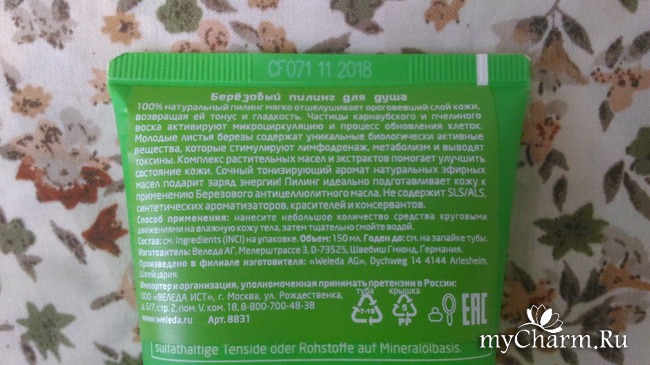 CF071 11 2018
Берёзовый пилинг для душа
100% натуральный пилинг мягко отшелушивает ороговевший слой кожи,
возвращая ей тонус и гладкость. Частицы карнаубского и пчелиного
воска активируют микроциркуляцию и процесс обновления клеток.
Молодые листья березы содержат уникальные биологически активные
вещества, которые стимулируют лимфодренаж, метаболизм и выводят
токсины. Комплекс растительных масел и экстрактов помогает улучшить
состояние кожи. Сочный тонизирующий аромат натуральных эфирных
масел подарит заряд энергии! Пилинг идеально подготавливает кожу к
применению Березового антицеллюлитного масла. Не содержит SLS/ALS,
синтетических ароматизаторов, красителей и консервантов.
Способ применения: нанесите небольшое количество средства круговыми
движениями на влажную кожу тела, затем тщательно смойте водой.
Состав: см. Ingredients (INCI) на упаковке. Объем: 150 мл. Годен до: см. на запайке тубы.
Изготовитель: Веледа АГ, Мелерштрассе 3, D-73525, Швебиш Гмюнд, Германия.
Произведено в филиале изготовителя: «Weleda AG», Dychweg 14 4144 Arlesheim,
Швейцария
Импортер и организация, уполномоченная принимать претензии в России:
ООО «ВЕЛЕДА ИСТ», г. Москва, ул. Рождественка,
д.5/7, стр. 2, пом. V, ком. 18, 8-800-700-48-38
www.weleda.ru Арт. 8831
туба
крышка
PP
EAC
sulfathaltige Tenside oder Rohstoffe auf Mineralölbasis.
myCharm.Ru